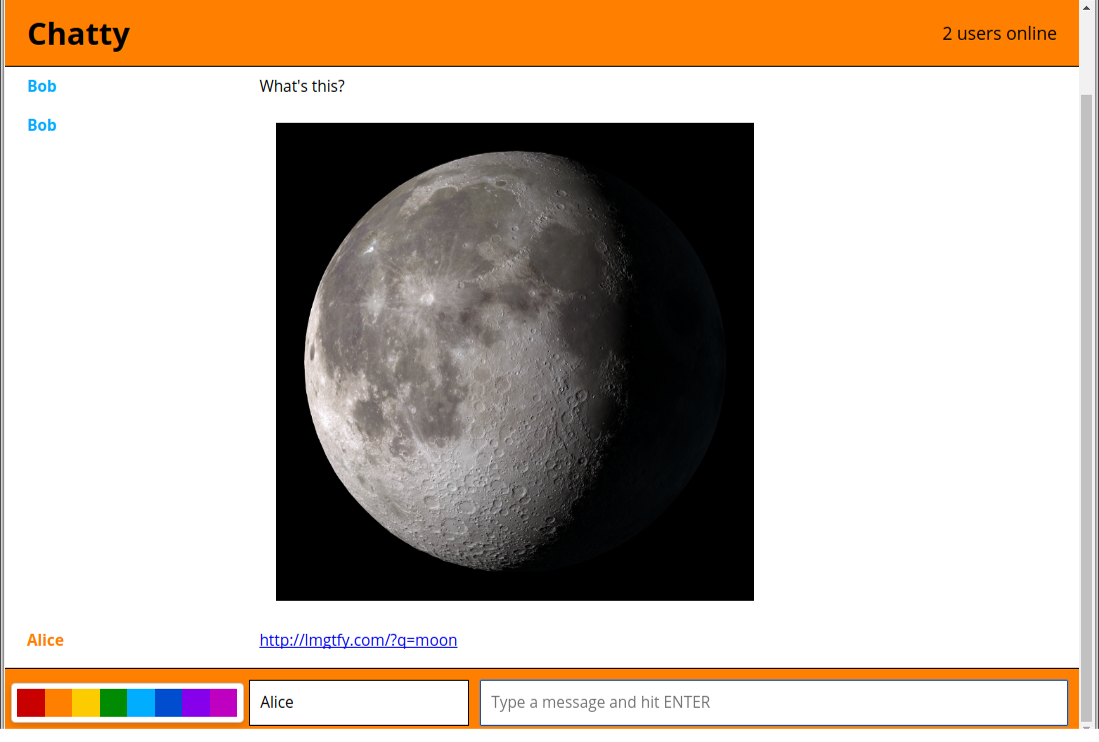 Chatty
2 users online
Bob
What's this?
Bob
Alice
http://lmgtfy.com/?q=moon
Alice
Type a message and hit ENTER